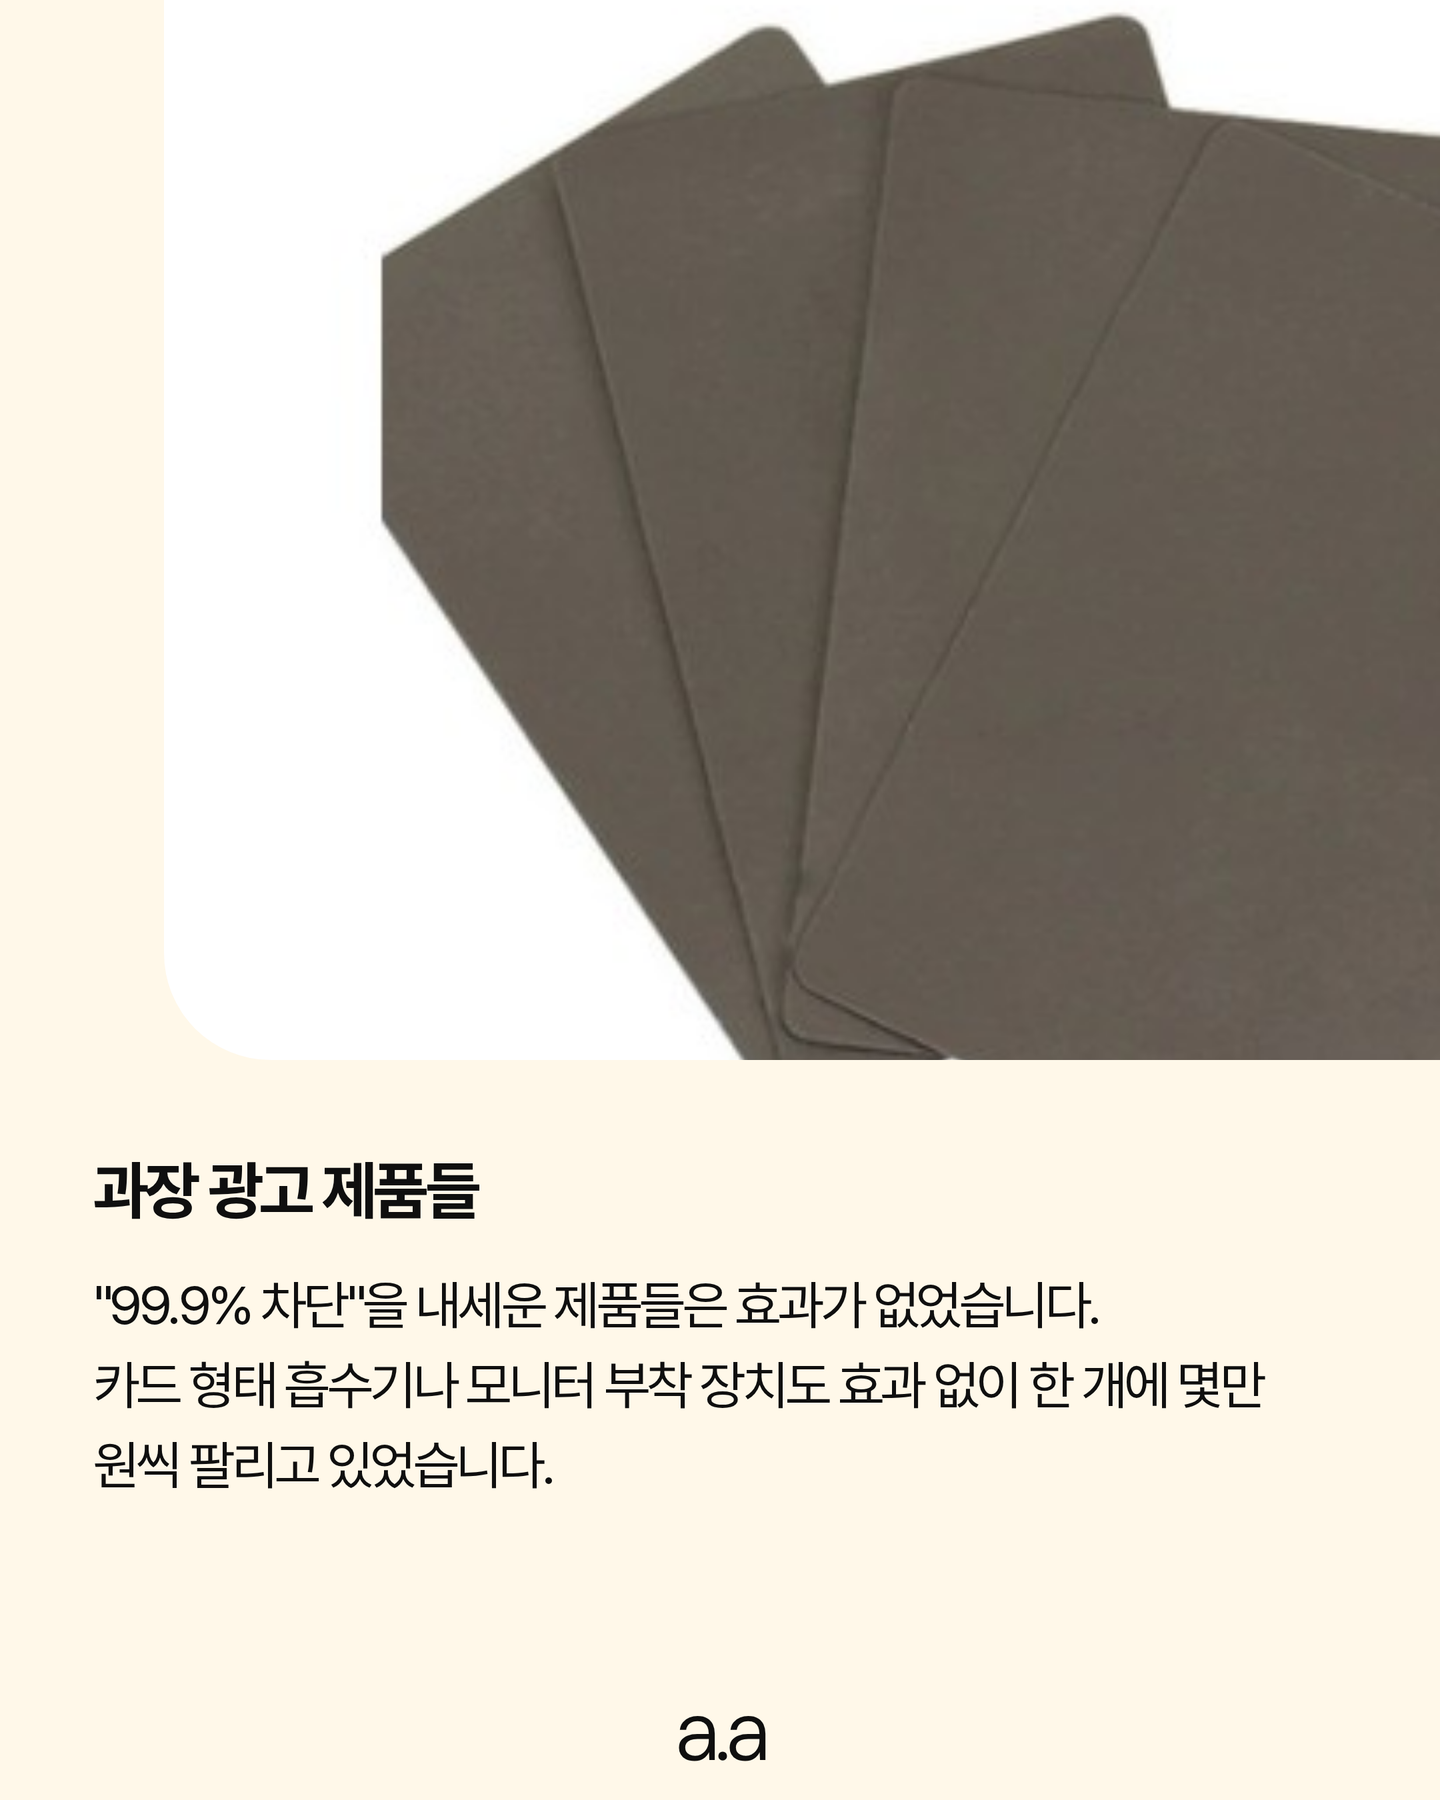 과장 광고 제품들
"99.9% 차단"을 내세운 제품들은 효과가 없었습니다.
카드 형태 흡수기나 모니터 부착 장치도 효과 없이 한 개에 몇만
원씩 팔리고 있었습니다.
a.a